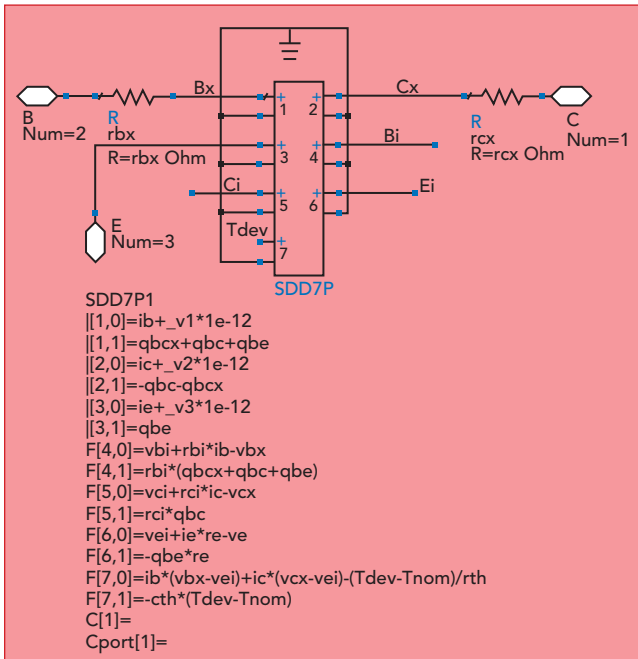 Bx
Cx
1
2
B
Num=2
R
rbx
R=rbx Ohm
C
Num=1
R
rcx
R=rcx Ohm
3
4
Bi
Ci
Ei
5
6
E
Num=3
Tdev
7
SDD7P
SDD7P1
|[1,0]=ib+_v1*1e-12
|[1,1]=qbcx+qbc+qbe
|[2,0]=ic+_v2*1e-12
|[2,1]=-qbc-qbcx
|[3,0]=ie+_v3*1e-12
|[3,1]=qbe
F[4,0]=vbi+rbi*ib-vbx
F[4,1]=rbi*(qbcx+qbc+qbe)
F[5,0]=vci+rci*ic-vcx
F[5,1]=rci*qbc
F[6,0]=vei+ie*re-ve
F[6,1]=-qbe*re
F[7,0]=ib*(vbx-vei)+ic*(vcx-vei)-(Tdev-Tnom)/rth
F[7,1]=-cth*(Tdev-Tnom)
C[1]=
Cport[1]=